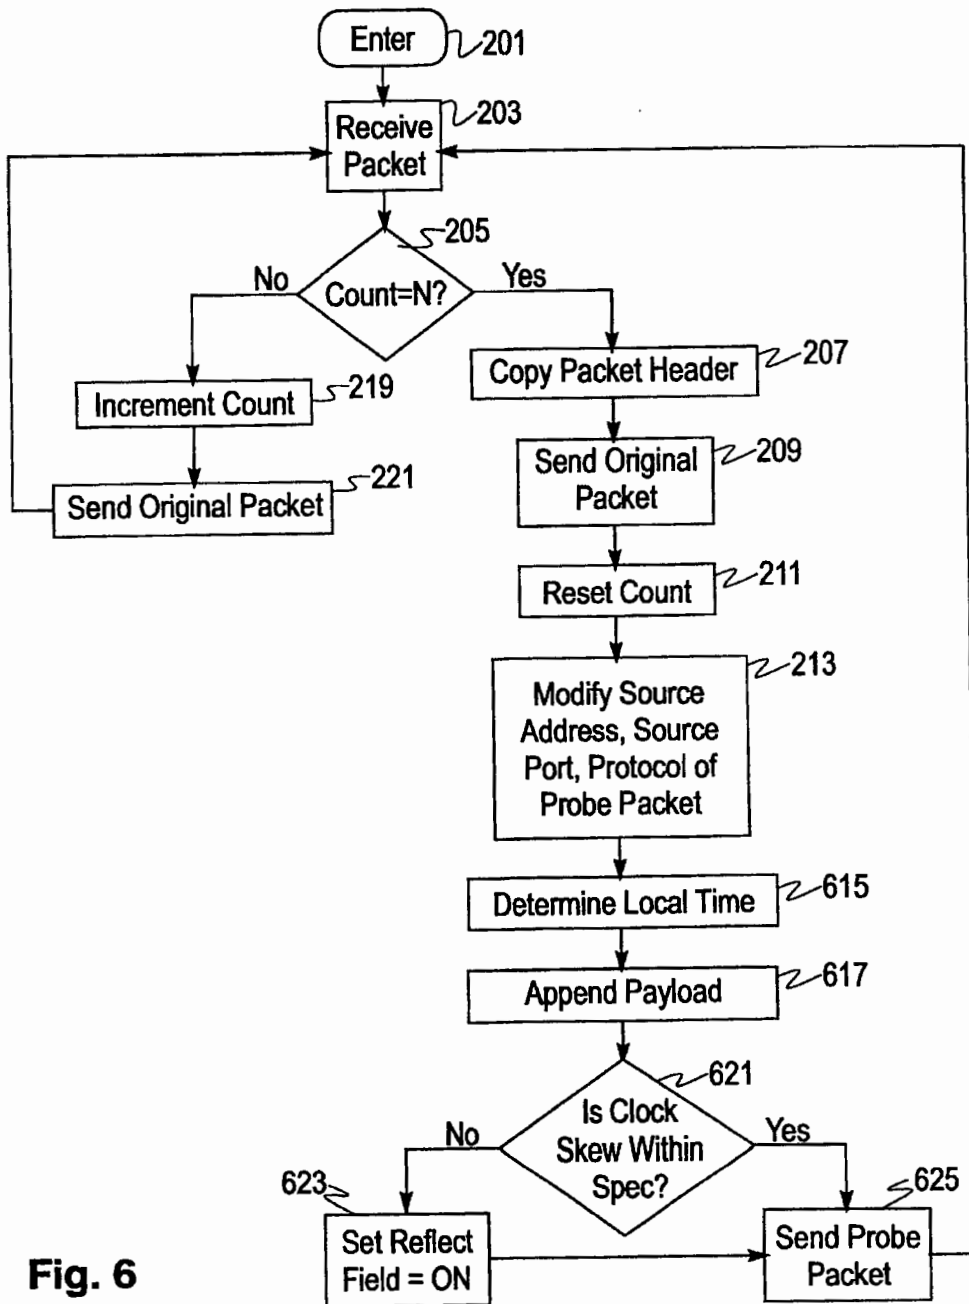 Enter
201
Receive
Packet
203
205
No
Count=N?
Yes
Copy Packet Header
207
Increment Count
219
Send Original
Packet
209
Send Original Packet
221
Reset Count
211
Modify Source
Address, Source
Port, Protocol of
Probe Packet
213
Determine Local Time
615
Append Payload
617
621
No
Is Clock
Skew Within
Spec?
Yes
623
Set Reflect
Field = ON
625
Send Probe
Packet
Fig. 6